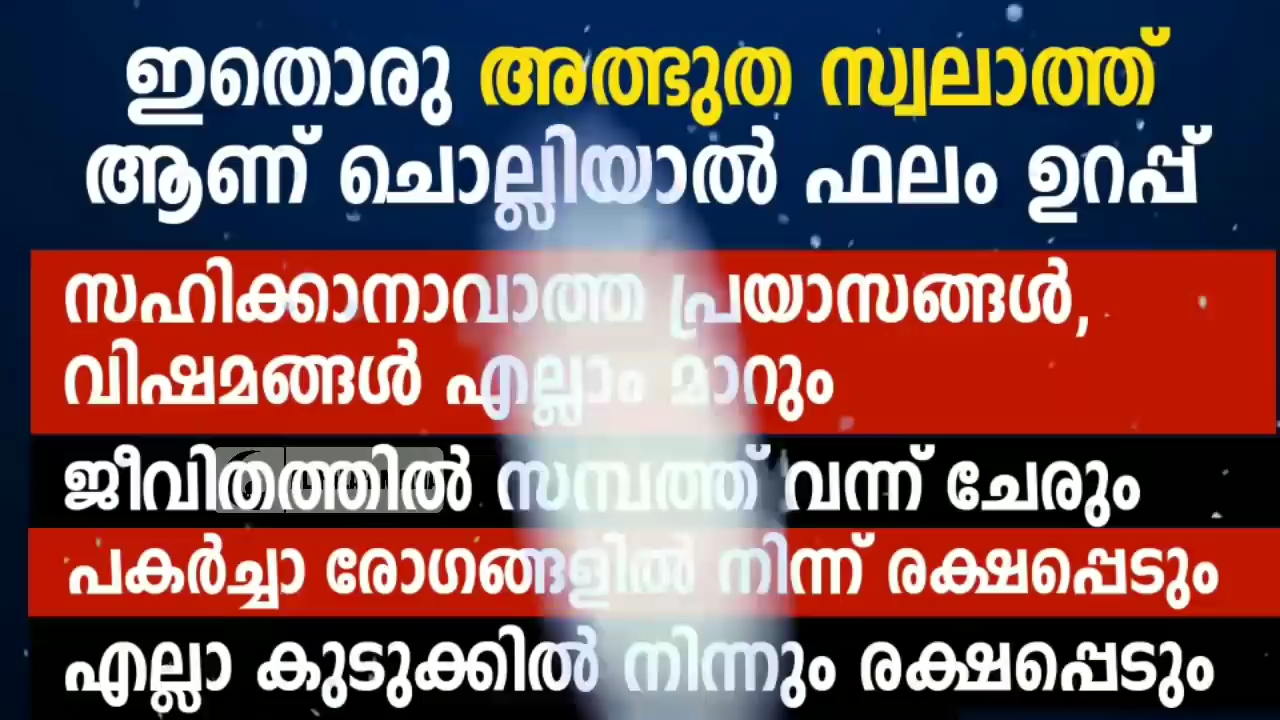 ഇതൊരു അത്ഭുത സ്വലാത്ത്
ആണ് ചൊല്ലിയാൽ ഫലം ഉറപ്പ്
സഹിക്കാനാവാത്ത പ്രയാസങ്ങൾ,
വിഷമങ്ങൾ എല്ലാം മാറും
ജീവിതത്തിൽ സമ്പത്ത് വന്ന് ചേരും
പകർച്ചാ രോഗങ്ങളിൽ നിന്ന് രക്ഷപ്പെടും
എല്ലാ കുടുക്കിൽ നിന്നും രക്ഷപ്പെടും